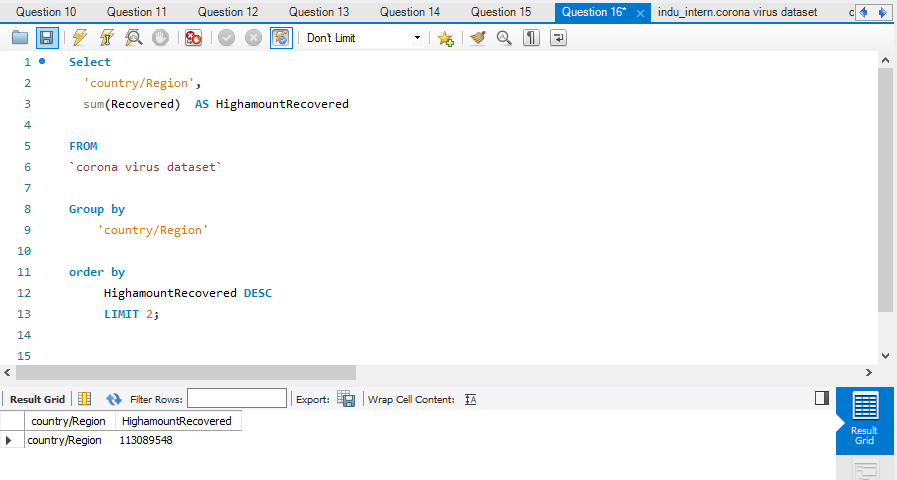 Question 10 Question 11 Question 12 Question 13 Question 14 Question 15 Question 16* indu_intern.corona virus dataset
Don't Limit
1 Select
2 'country/Region',
3 sum(Recovered) AS HighamountRecovered
4
5 FROM
6 `corona virus dataset`
7
8 Group by
9 'country/Region'
10
11 order by
12 HighamountRecovered DESC
13 LIMIT 2;
14
15
Result Grid Filter Rows: Export: Wrap Cell Content: IA
country/Region HighamountRecovered
country/Region 113089548
Result
Grid